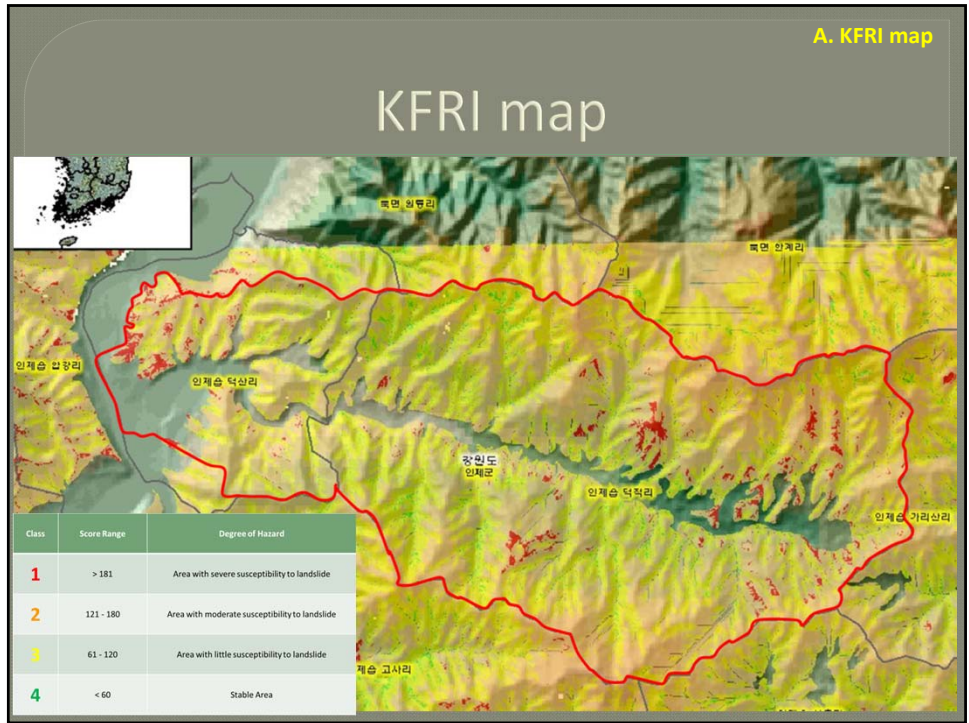 A. KFRI map
KFRI map
북면 원통리
북면 한계리
인제읍 합강리
인제읍 덕산리
강원도
인제군
인제읍 덕적리
인제읍 가리산리
제읍 고사리
Class Score Range Degree of Hazard
1 > 181 Area with severe susceptibility to landslide
2 121 - 180 Area with moderate susceptibility to landslide
3 61 - 120 Area with little susceptibility to landslide
4 < 60 Stable Area